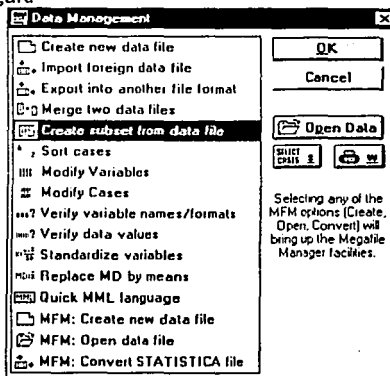 Data Management
Create new data file
Import foreign data file
Export into another file format
Merge two data files
Create subset from data file
Sort cases
Modify Variables
Modify Cases
Verify variable names/formats
Verify data values
Standardize variables
Replace MD by means
Quick MML language
MFM: Create new data file
MFM: Open data file
MFM: Convert STATISTICA file
OK
Cancel
Open Data
SELECT
CASES S
W
Selecting any of the
MFM options (Create,
Open, Convert) will
bring up the Megafile
Manager facilities.